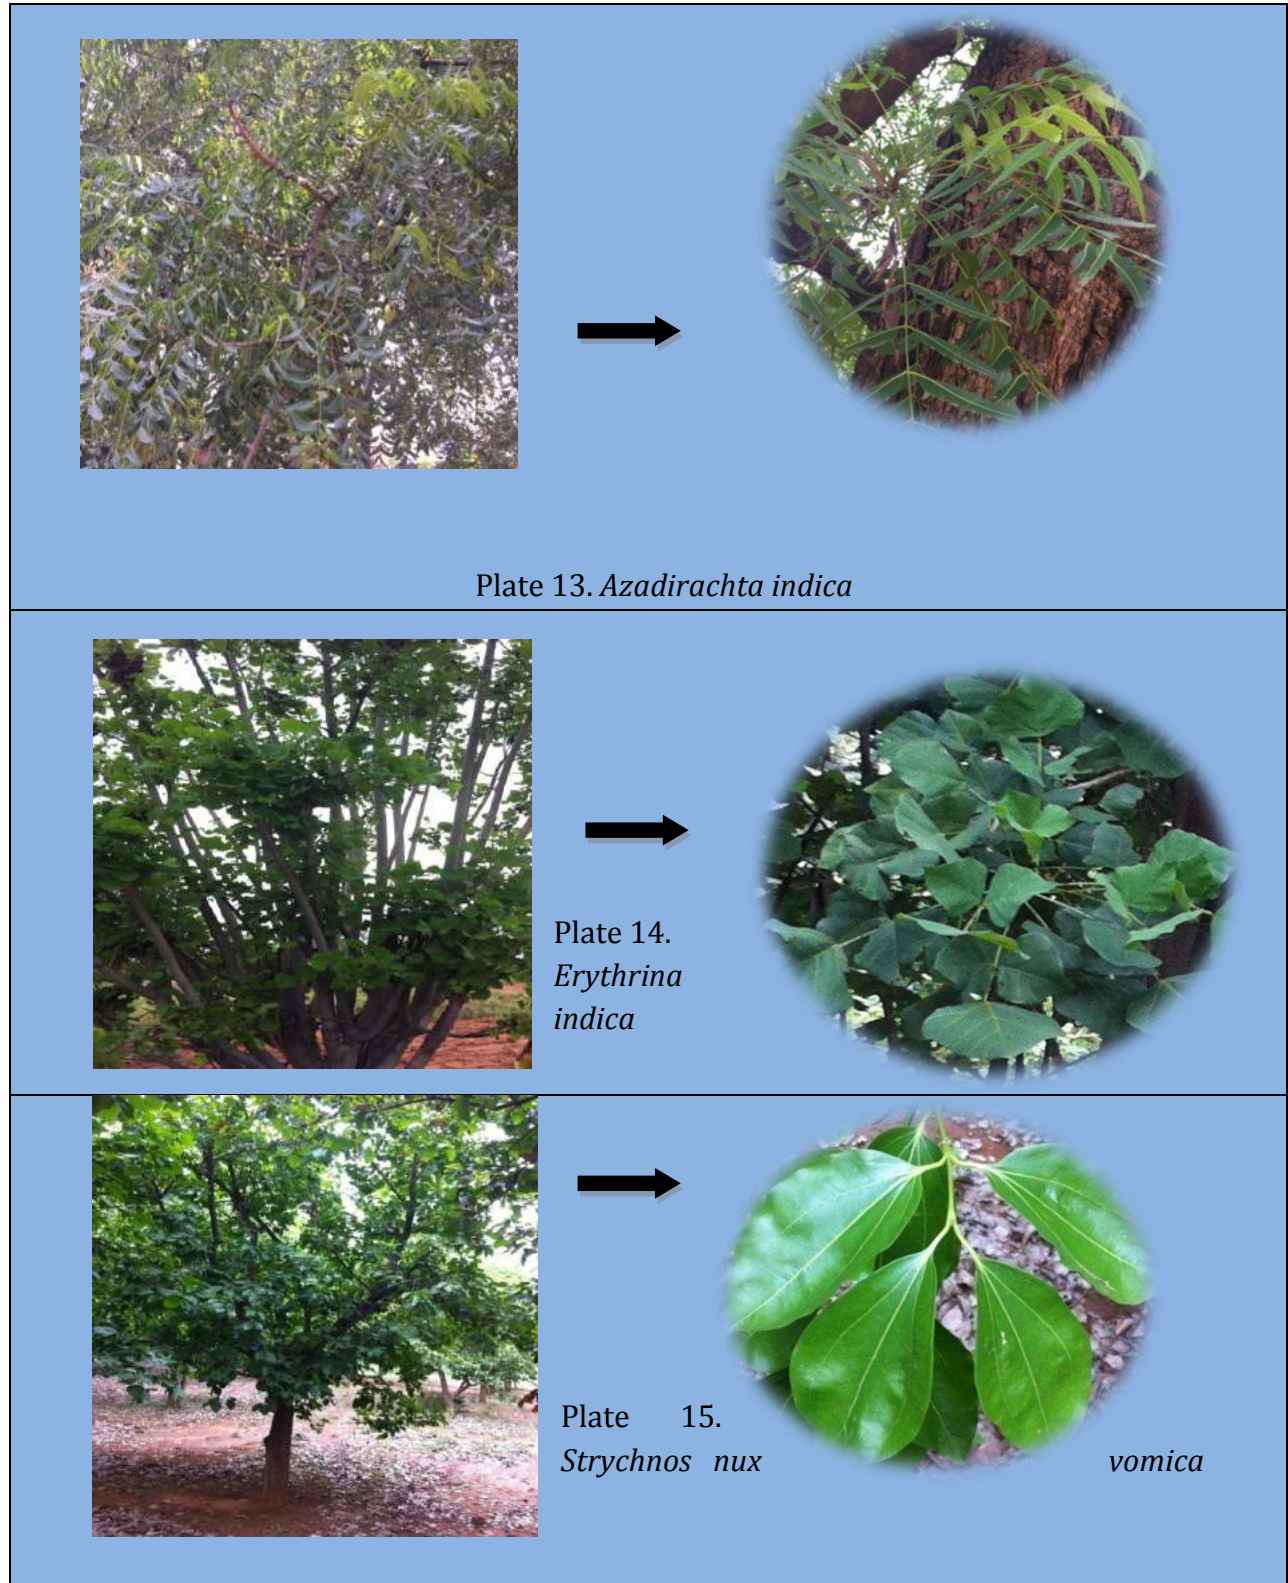 Plate 13. Azadirachta indica
Plate 14.
Erythrina
indica
Plate 15.
Strychnos nux vomica